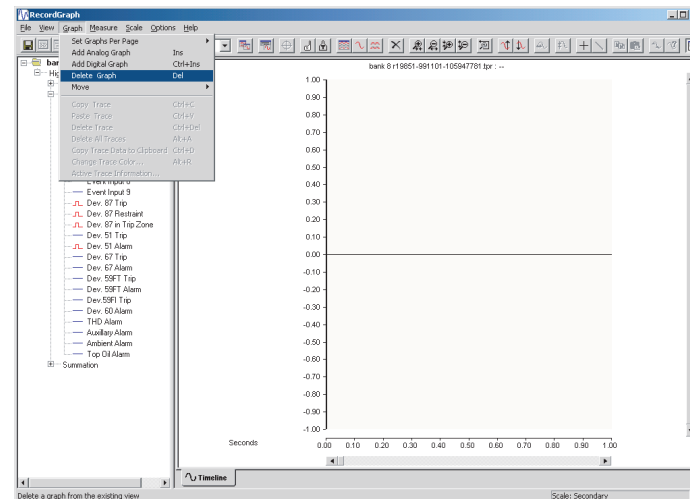 RecordGraph
File View Graph Measure Scale Options Help
Set Graphs Per Page
Add Analog Graph Ins
Add Digital Graph Ctrl+Ins
Delete Graph Del
Move
Copy Trace Ctrl+C
Paste Trace Ctrl+V
Delete Trace Ctrl+Del
Delete All Traces Alt+A
Copy Trace Data to Clipboard Ctrl+D
Change Trace Color... Alt+R
Active Trace Information...
Event Input 9
Dev. 87 Trip
Dev. 87 Restraint
Dev. 87 in Trip Zone
Dev. 51 Trip
Dev. 51 Alarm
Dev. 67 Trip
Dev. 67 Alarm
Dev. 59FT Trip
Dev. 59FT Alarm
Dev.59FI Trip
Dev. 60 Alarm
THD Alarm
Auxillary Alarm
Ambient Alarm
Top Oil Alarm
Summation
bank 8 r19851-991101-105947781.tpr : --
1.00
0.90
0.80
0.70
0.60
0.50
0.40
0.30
0.20
0.10
0.00
-0.10
-0.20
-0.30
-0.40
-0.50
-0.60
-0.70
-0.80
-0.90
-1.00
Seconds 0.00 0.10 0.20 0.30 0.40 0.50 0.60 0.70 0.80 0.90 1.00
Timeline
Delete a graph from the existing view Scale: Secondary